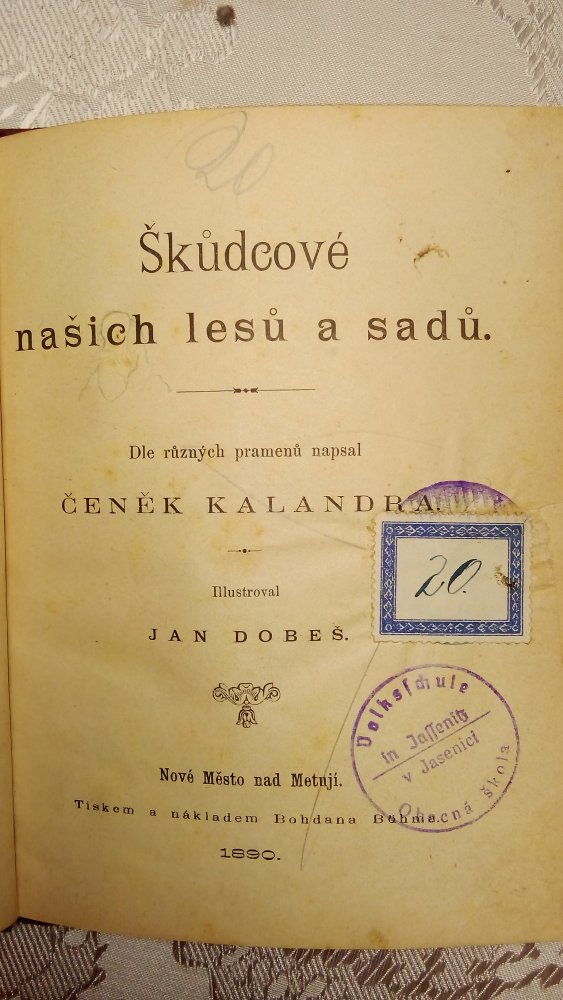 20
Škůdcové
našich lesů a sadů.
Dle různých pramenů napsal
ČENĚK KALANDRA.
20.
Illustroval
JAN DOBEŠ.
Volksschule
in Jassenitz
v Jasenici
Obecná škola
Nové Město nad Metují.
Tiskem a nákladem Bohdana Böhma.
1890.